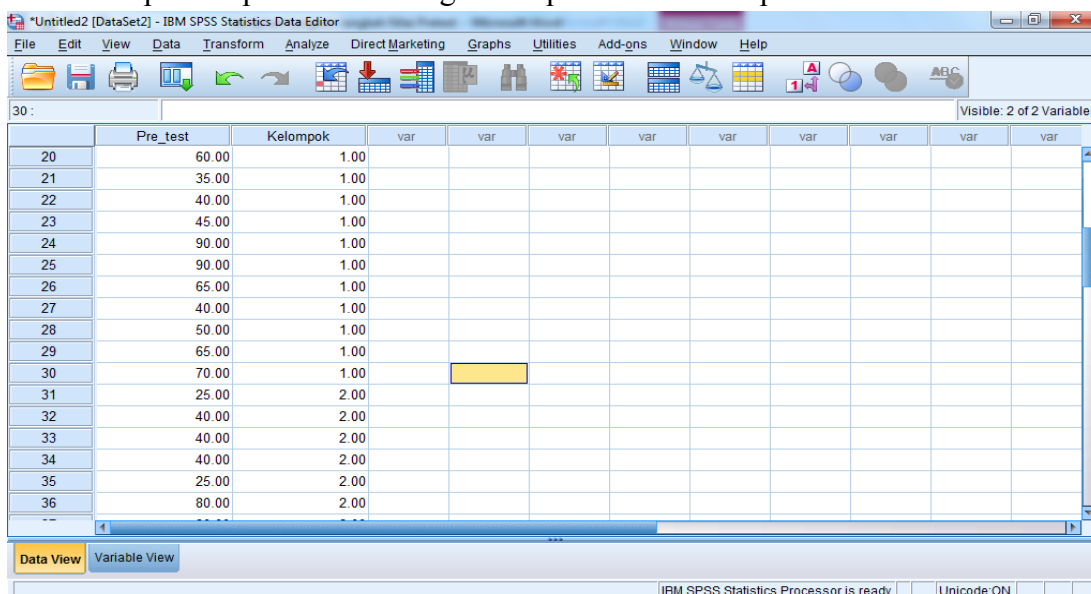 *Untitled2 [DataSet2] - IBM SPSS Statistics Data Editor
File Edit View Data Transform Analyze Direct Marketing Graphs Utilities Add-ons Window Help
30 : Visible: 2 of 2 Variable
Pre_test Kelompok var var var var var var var var var
20 60.00 1.00
21 35.00 1.00
22 40.00 1.00
23 45.00 1.00
24 90.00 1.00
25 90.00 1.00
26 65.00 1.00
27 40.00 1.00
28 50.00 1.00
29 65.00 1.00
30 70.00 1.00
31 25.00 2.00
32 40.00 2.00
33 40.00 2.00
34 40.00 2.00
35 25.00 2.00
36 80.00 2.00
Data View Variable View
IBM SPSS Statistics Processor is ready Unicode:ON